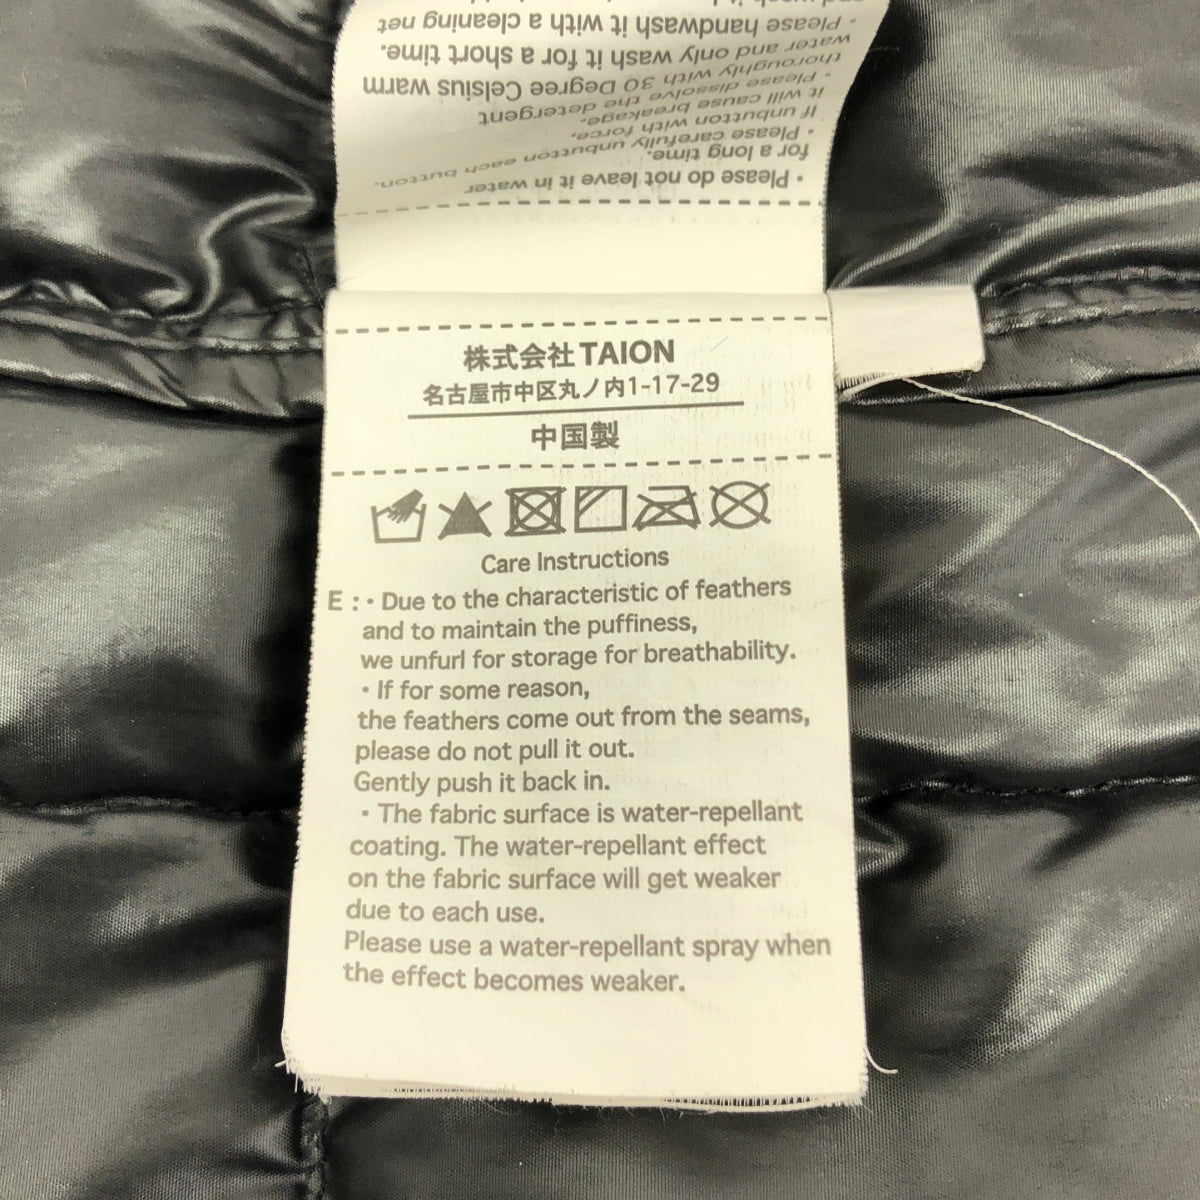 and wash it
• Please handwash it with a cleaning net
water and only wash it for a short time.
thoroughly with 30 Degree Celsius warm
• Please dissolve the detergent
it will cause breakage.
If unbutton with force,
• Please carefully unbutton each button.
for a long time.
• Please do not leave it in water
株式会社 TAION
名古屋市中区丸ノ内1-17-29
中国製
Care Instructions
E : • Due to the characteristic of feathers
and to maintain the puffiness,
we unfurl for storage for breathability.
• If for some reason,
the feathers come out from the seams,
please do not pull it out.
Gently push it back in.
• The fabric surface is water-repellant
coating. The water-repellant effect
on the fabric surface will get weaker
due to each use.
Please use a water-repellant spray when
the effect becomes weaker.